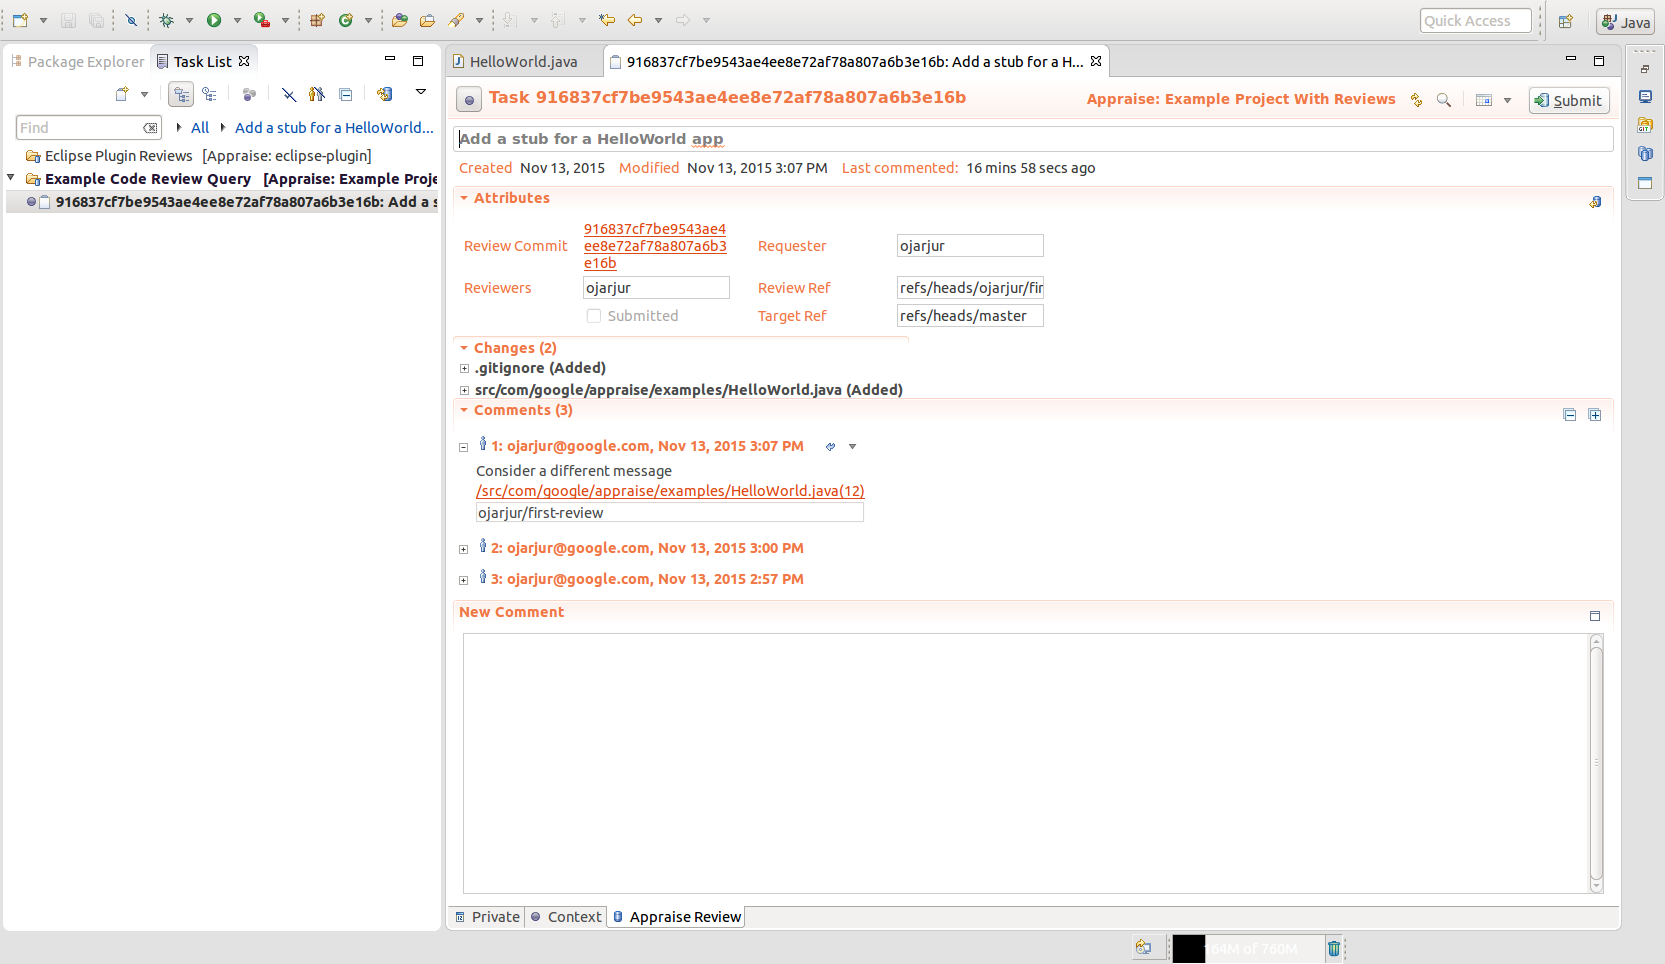 Quick Access
Java
Package Explorer
Task List
HelloWorld.java
916837cf7be9543ae4ee8e72af78a807a6b3e16b: Add a stub for a H...
Task 916837cf7be9543ae4ee8e72af78a807a6b3e16b
Appraise: Example Project With Reviews
Submit
Find
All
Add a stub for a HelloWorld...
Add a stub for a HelloWorld app
Eclipse Plugin Reviews [Appraise: eclipse-plugin]
Example Code Review Query [Appraise: Example Proje
916837cf7be9543ae4ee8e72af78a807a6b3e16b: Add a s
Created Nov 13, 2015 Modified Nov 13, 2015 3:07 PM Last commented: 16 mins 58 secs ago
Attributes
Review Commit
916837cf7be9543ae4
ee8e72af78a807a6b3
e16b
Requester
ojarjur
Reviewers
ojarjur
Review Ref
refs/heads/ojarjur/fir
Submitted
Target Ref
refs/heads/master
Changes (2)
.gitignore (Added)
src/com/google/appraise/examples/HelloWorld.java (Added)
Comments (3)
1: ojarjur@google.com, Nov 13, 2015 3:07 PM
Consider a different message
/src/com/google/appraise/examples/HelloWorld.java(12)
ojarjur/first-review
2: ojarjur@google.com, Nov 13, 2015 3:00 PM
3: ojarjur@google.com, Nov 13, 2015 2:57 PM
New Comment
Private
Context
Appraise Review
164M of 760M
GIT